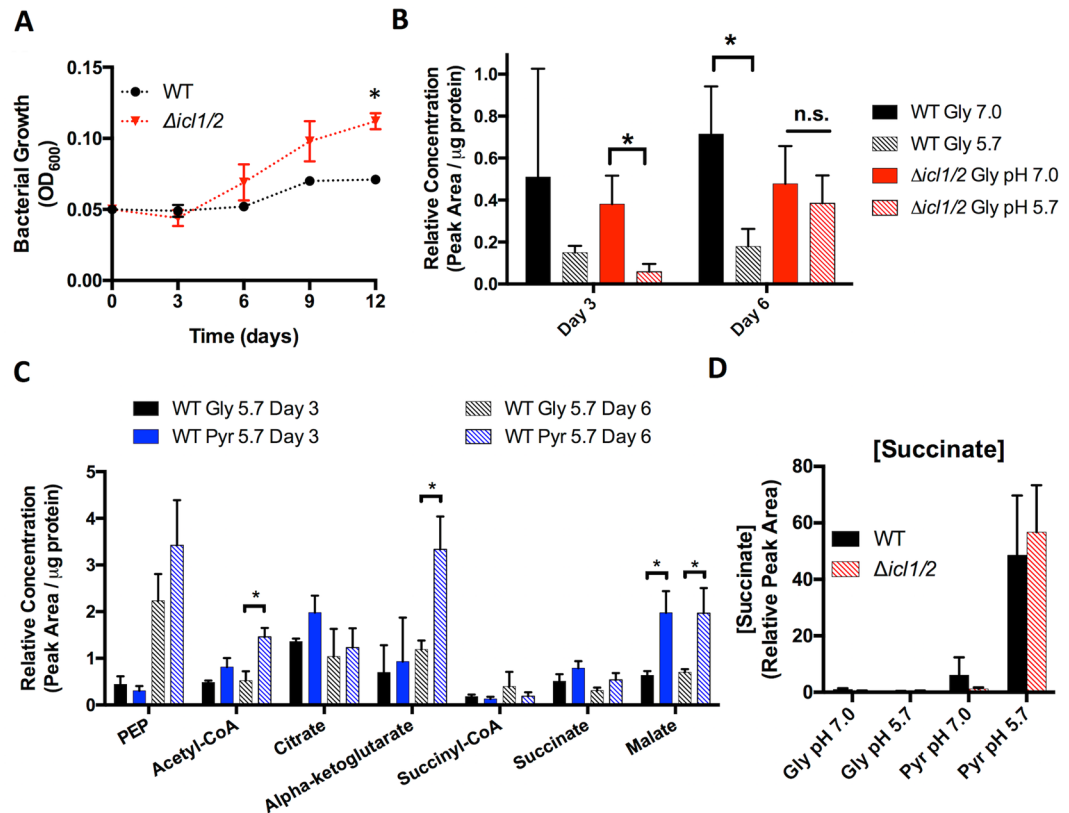 A
0.15
0.10
0.05
0.00
Bacterial Growth
(OD600)
WT
Δicl1/2
*
0
3
6
9
12
Time (days)
B
Relative Concentration
(Peak Area / μg protein)
1.0
0.8
0.6
0.4
0.2
0.0
*
*
n.s.
Day 3
Day 6
WT Gly 7.0
WT Gly 5.7
Δicl1/2 Gly pH 7.0
Δicl1/2 Gly pH 5.7
C
WT Gly 5.7 Day 3
WT Gly 5.7 Day 6
WT Pyr 5.7 Day 3
WT Pyr 5.7 Day 6
Relative Concentration
(Peak Area / μg protein)
5
4
3
2
1
0
*
*
*
*
PEP
Acetyl-CoA
Citrate
Alpha-ketoglutarate
Succinyl-CoA
Succinate
Malate
D
[Succinate]
[Succinate]
(Relative Peak Area)
80
60
40
20
0
WT
Δicl1/2
Gly pH 7.0
Gly pH 5.7
Pyr pH 7.0
Pyr pH 5.7